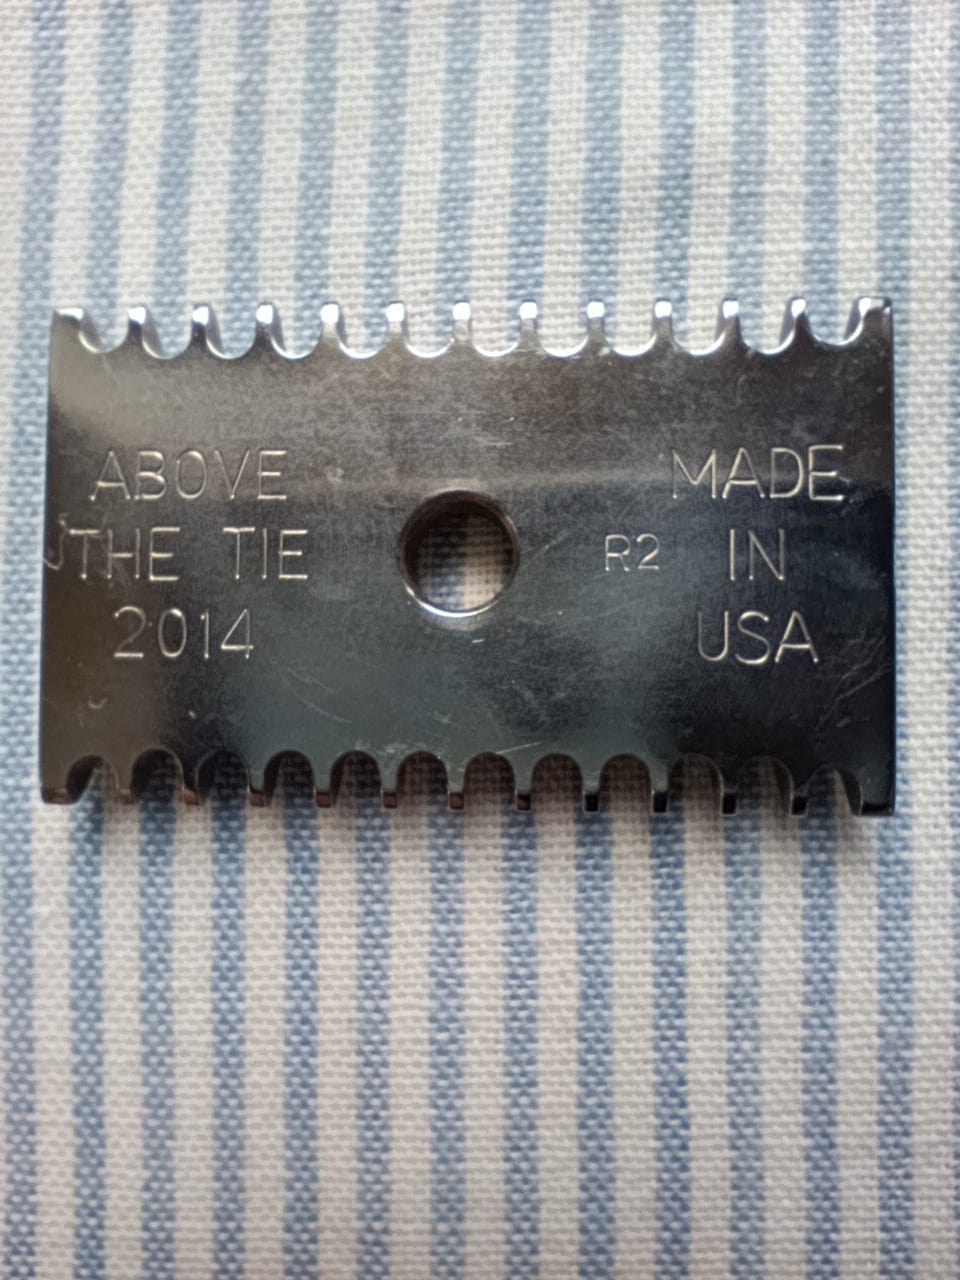 ABOVE
THE TIE
2014
R2
MADE
IN
USA